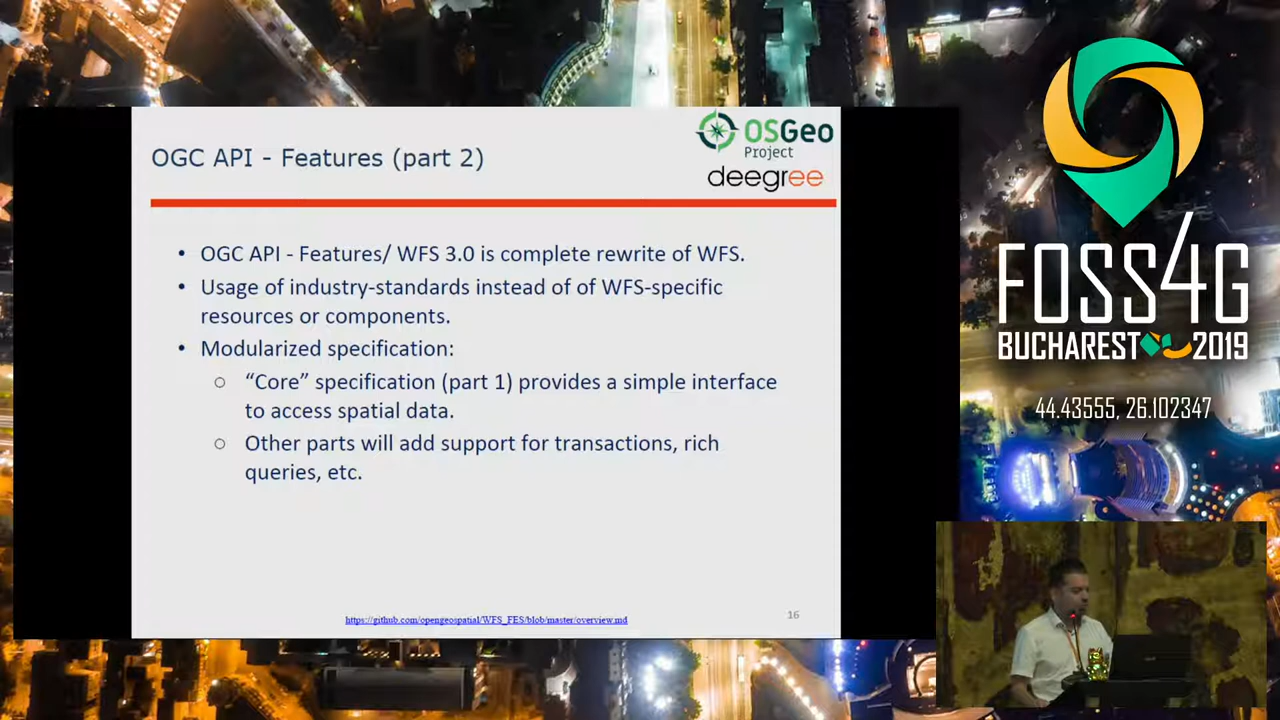 OGC API - Features (part 2)
OSGeo
Project
deegree
• OGC API - Features/ WFS 3.0 is complete rewrite of WFS.
• Usage of industry-standards instead of of WFS-specific
resources or components.
• Modularized specification:
○ “Core” specification (part 1) provides a simple interface
to access spatial data.
○ Other parts will add support for transactions, rich
queries, etc.
https://github.com/opengeospatial/WFS_FES/blob/master/overview.md
16
FOSS4G
BUCHAREST 2019
44.43555, 26.102347